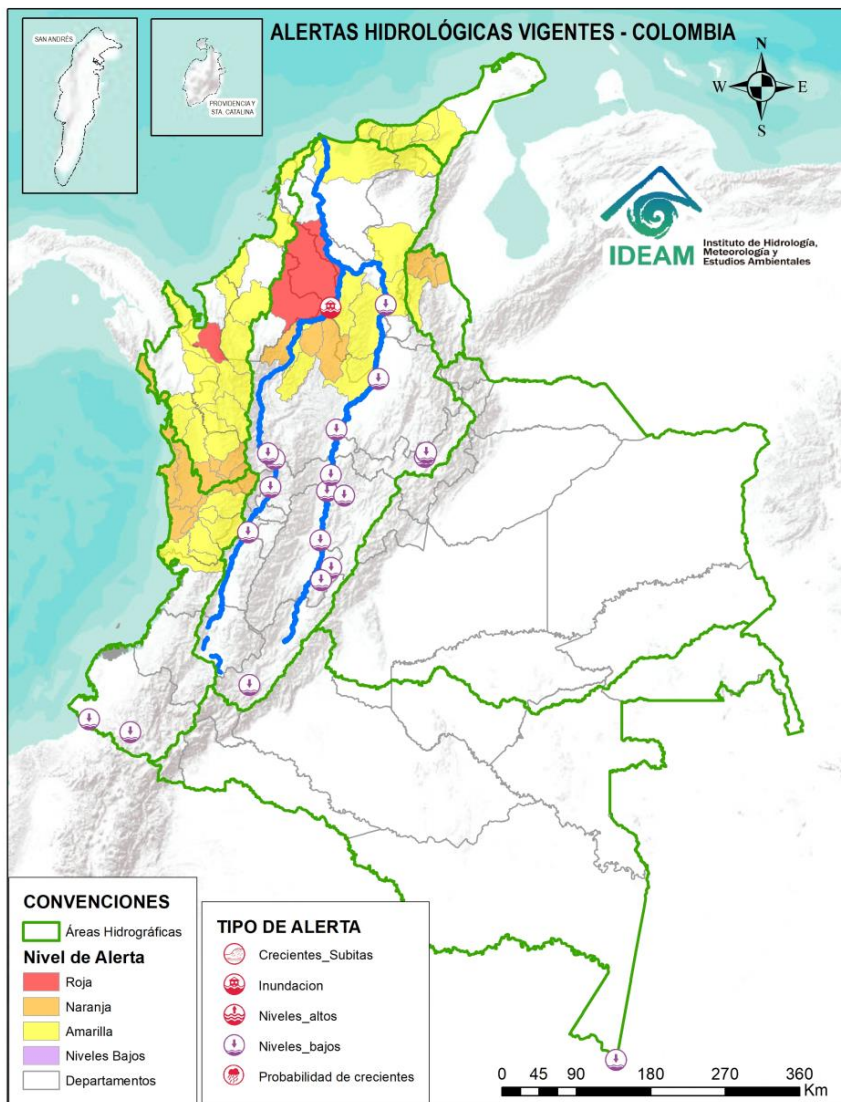 ALERTAS HIDROLÓGICAS VIGENTES - COLOMBIA
SAN ANDRÉS
PROVIDENCIA Y
STA. CATALINA
N
W
E
S
IDEAM
Instituto de Hidrología,
Meteorología y
Estudios Ambientales
CONVENCIONES
Áreas Hidrográficas
Nivel de Alerta
Roja
Naranja
Amarilla
Niveles Bajos
Departamentos
TIPO DE ALERTA
Crecientes_Subitas
Inundacion
Niveles_altos
Niveles_bajos
Probabilidad de crecientes
0 45 90 180 270 360
Km